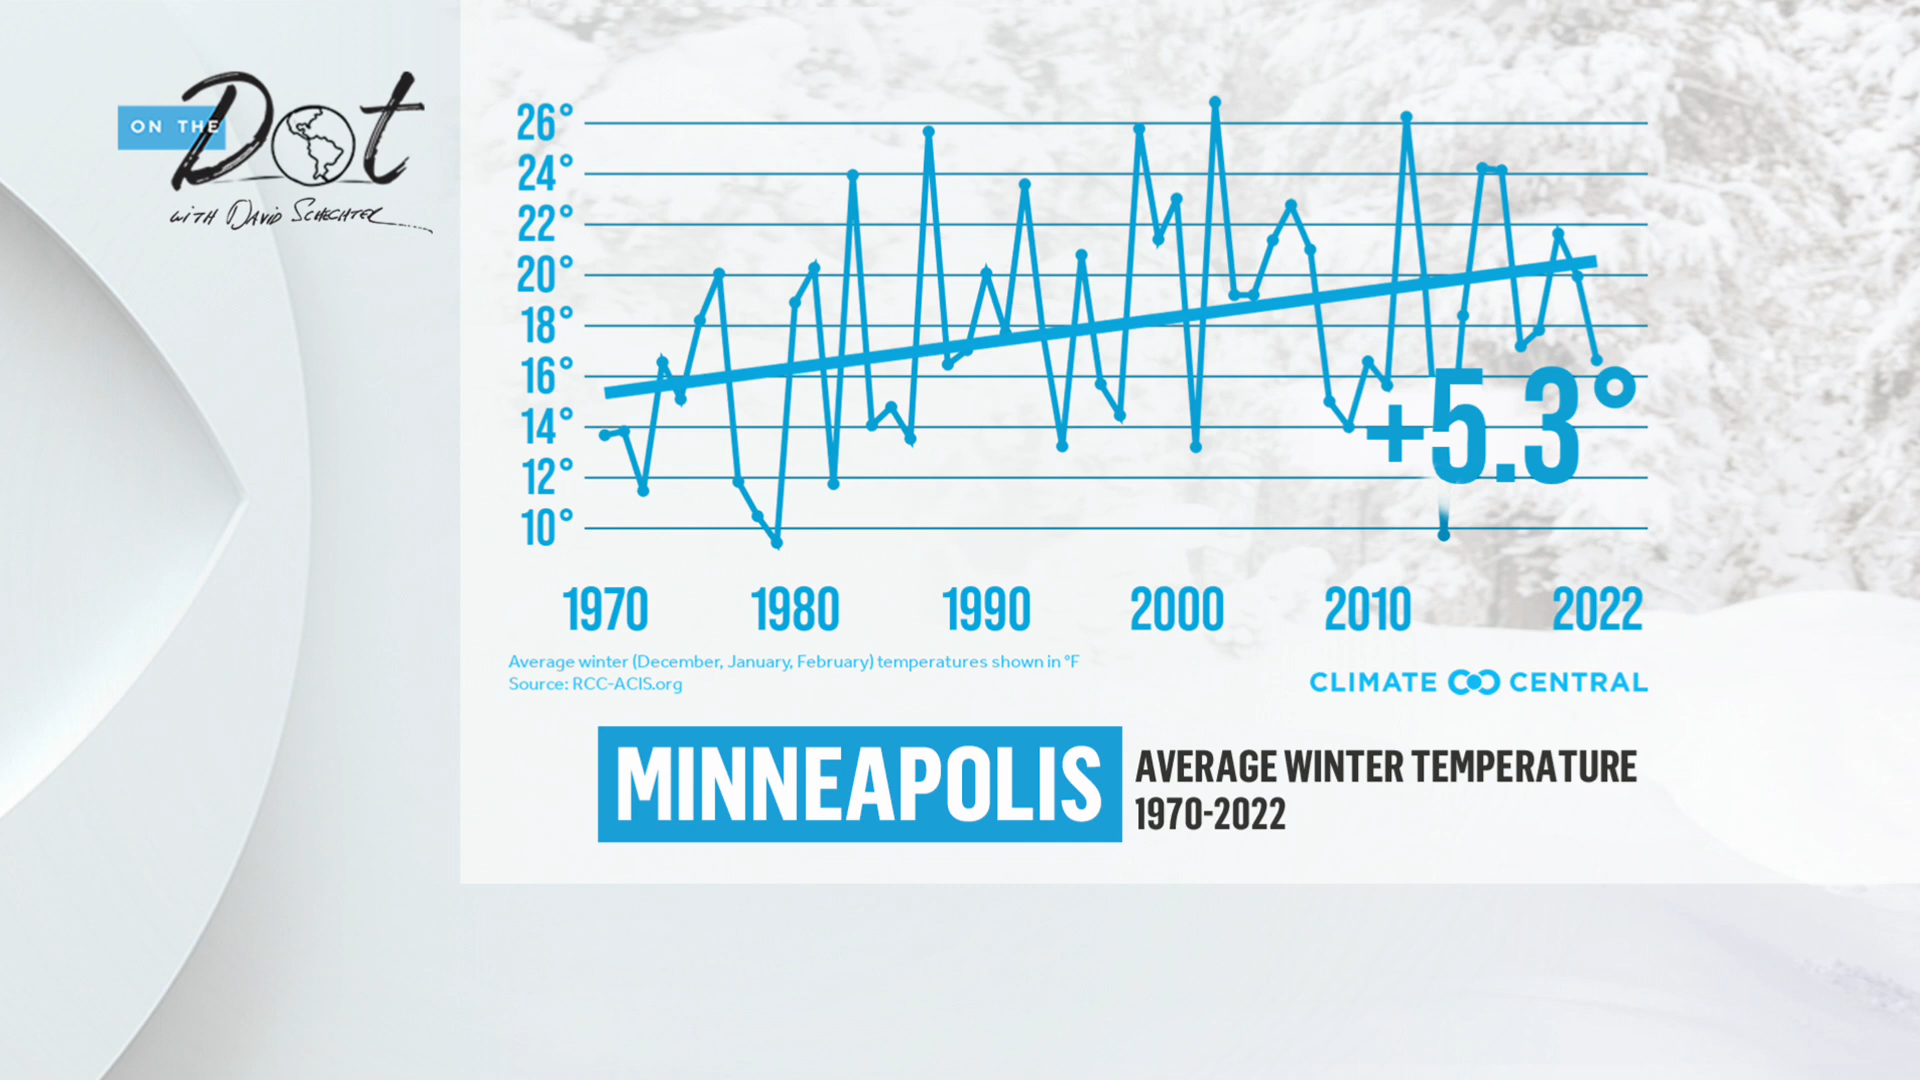 ON THE
Dot
WITH DAVID SCHECHTER
26°
24°
22°
20°
18°
16°
14°
12°
10°
+5.3°
1970 1980 1990 2000 2010 2022
Average winter (December, January, February) temperatures shown in °F
Source: RCC-ACIS.org
CLIMATE CENTRAL
MINNEAPOLIS
AVERAGE WINTER TEMPERATURE
1970-2022